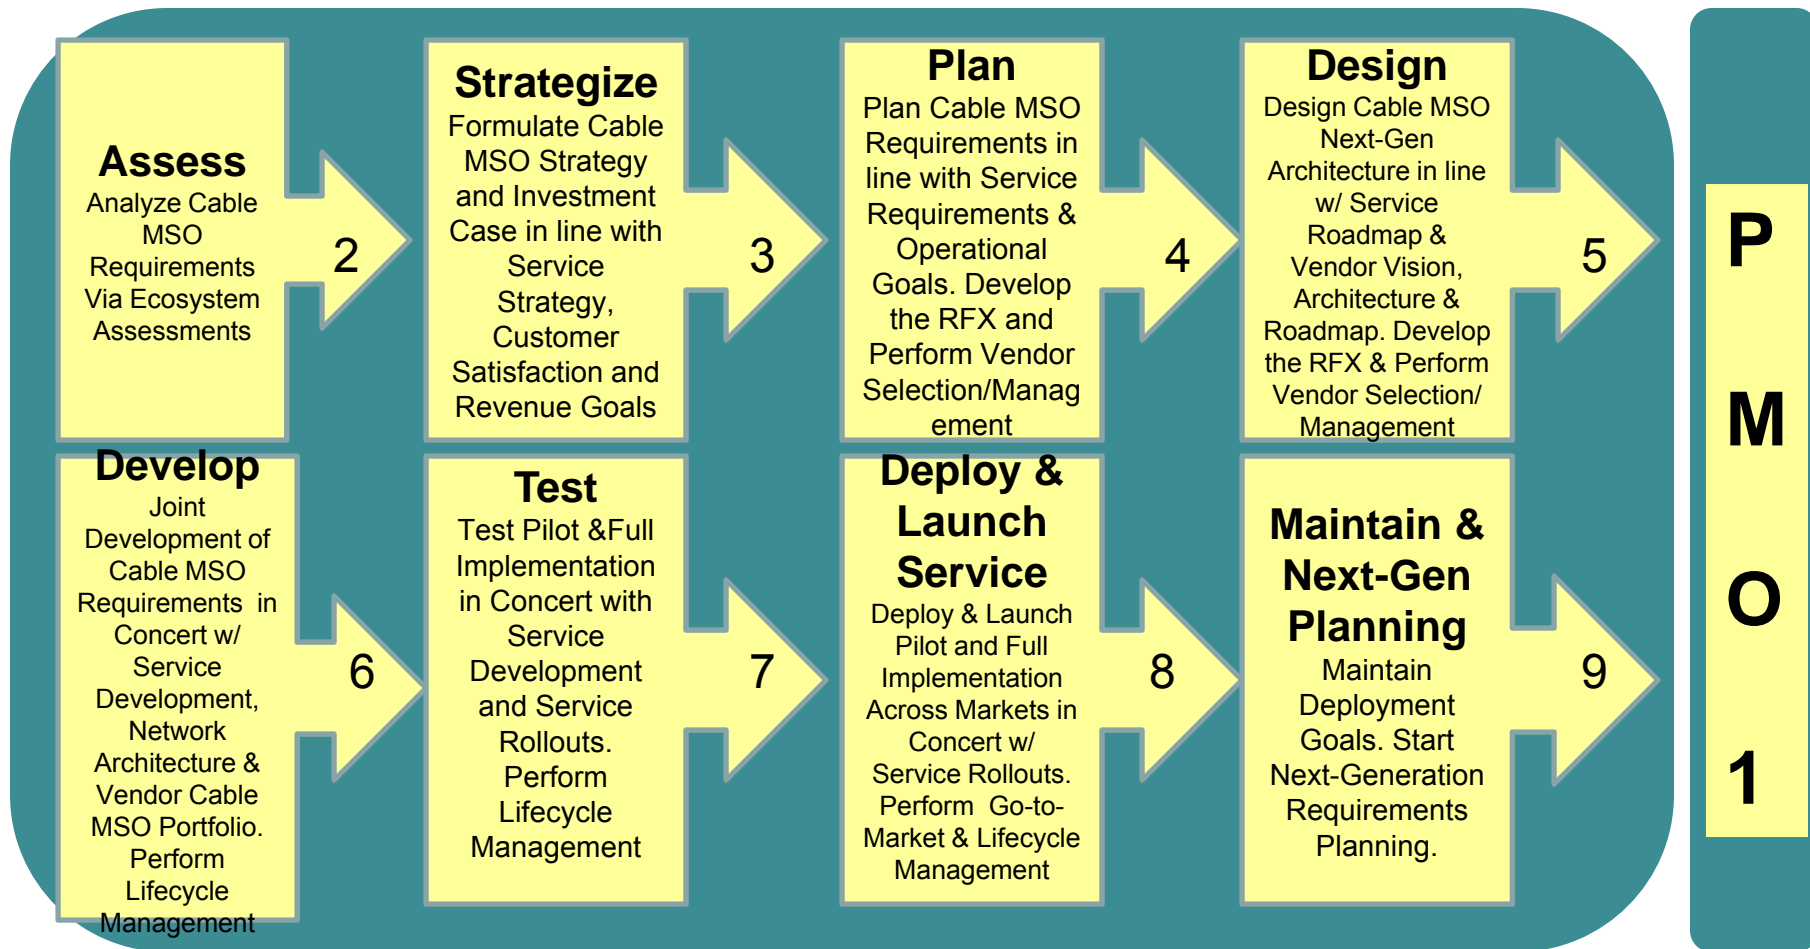 Assess
Analyze Cable
MSO
Requirements
Via Ecosystem
Assessments
2
Strategize
Formulate Cable
MSO Strategy
and Investment
Case in line with
Service
Strategy,
Customer
Satisfaction and
Revenue Goals
3
Plan
Plan Cable MSO
Requirements in
line with Service
Requirements &
Operational
Goals. Develop
the RFX and
Perform Vendor
Selection/Manag
ement
4
Design
Design Cable MSO
Next-Gen
Architecture in line
w/ Service
Roadmap &
Vendor Vision,
Architecture &
Roadmap. Develop
the RFX & Perform
Vendor Selection/
Management
5
Develop
Joint
Development of
Cable MSO
Requirements in
Concert w/
Service
Development,
Network
Architecture &
Vendor Cable
MSO Portfolio.
Perform
Lifecycle
Management
6
Test
Test Pilot &Full
Implementation
in Concert with
Service
Development
and Service
Rollouts.
Perform
Lifecycle
Management
7
Deploy &
Launch
Service
Deploy & Launch
Pilot and Full
Implementation
Across Markets in
Concert w/
Service Rollouts.
Perform Go-to-
Market & Lifecycle
Management
8
Maintain &
Next-Gen
Planning
Maintain
Deployment
Goals. Start
Next-Generation
Requirements
Planning.
9
P
M
O
1